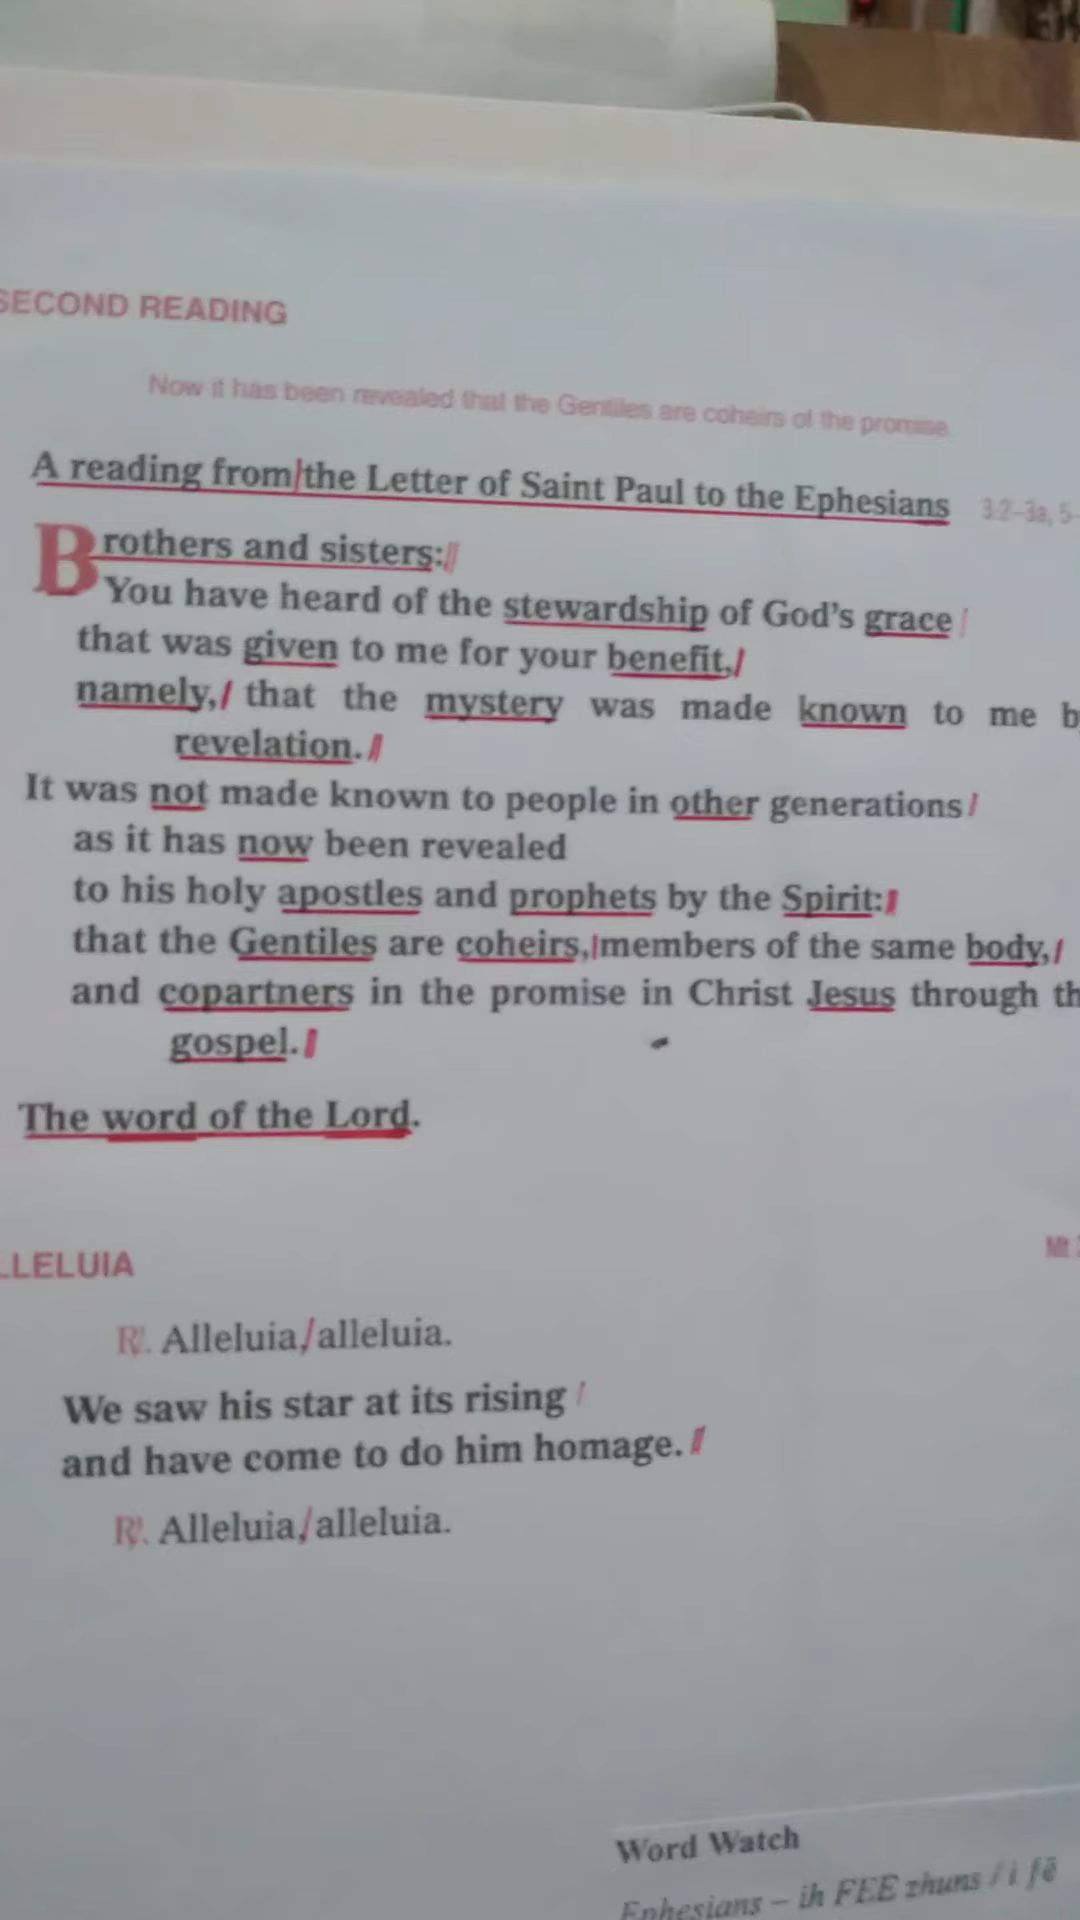 SECOND READING
Now it has been revealed that the Gentiles are coheirs of the promise.
A reading from/the Letter of Saint Paul to the Ephesians 3:2-3a, 5-
Brothers and sisters://
You have heard of the stewardship of God's grace/
that was given to me for your benefit,/
namely,/ that the mystery was made known to me b
revelation.//
It was not made known to people in other generations/
as it has now been revealed
to his holy apostles and prophets by the Spirit://
that the Gentiles are coheirs,/members of the same body,/
and copartners in the promise in Christ Jesus through th
gospel.//
The word of the Lord.
LLELUIA Mt
℟. Alleluia,/alleluia.
We saw his star at its rising/
and have come to do him homage.//
℟. Alleluia,/alleluia.
Word Watch
Ephesians – ih FEE zhuns / i fē